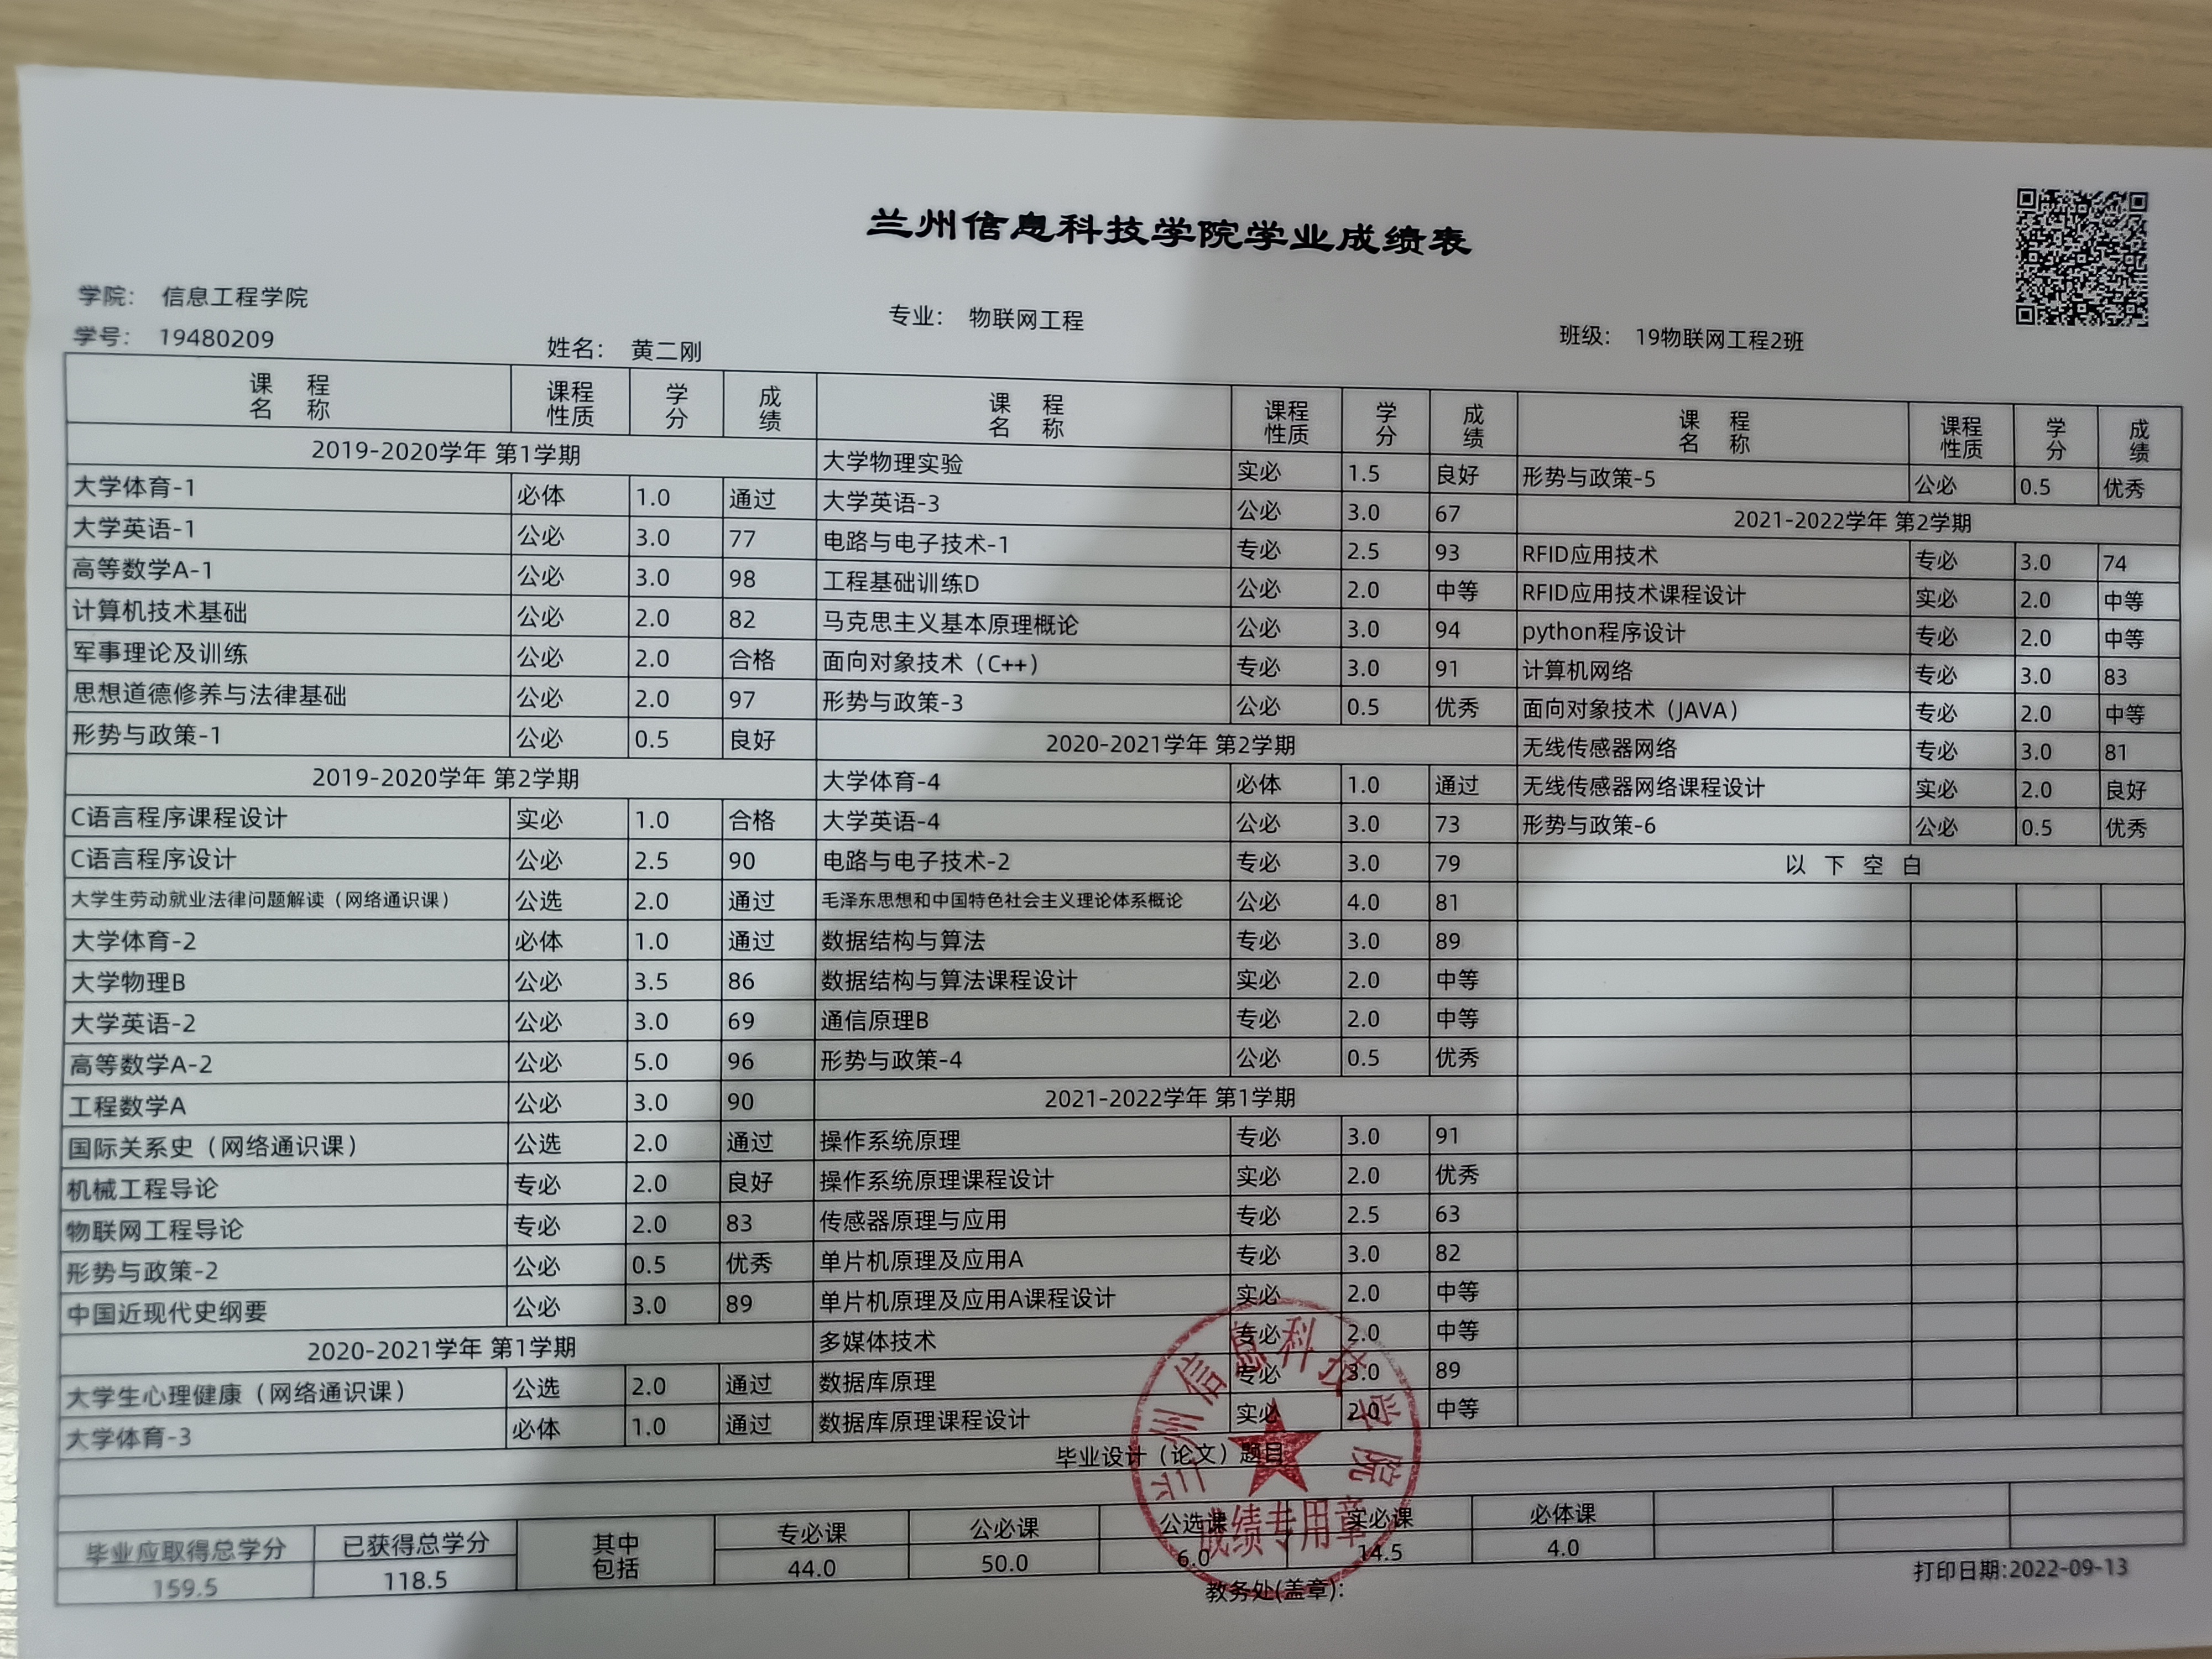 兰州信息科技学院学业成绩表
学院： 信息工程学院
专业： 物联网工程
班级： 19物联网工程2班
学号： 19480209
姓名： 黄二刚
课程名称 课程性质 学分 成绩
2019-2020学年 第1学期
大学体育-1 必体 1.0 通过
大学英语-1 公必 3.0 77
高等数学A-1 公必 3.0 98
计算机技术基础 公必 2.0 82
军事理论及训练 公必 2.0 合格
思想道德修养与法律基础 公必 2.0 97
形势与政策-1 公必 0.5 良好
2019-2020学年 第2学期
C语言程序课程设计 实必 1.0 合格
C语言程序设计 公必 2.5 90
大学生劳动就业法律问题解读（网络通识课） 公选 2.0 通过
大学体育-2 必体 1.0 通过
大学物理B 公必 3.5 86
大学英语-2 公必 3.0 69
高等数学A-2 公必 5.0 96
工程数学A 公必 3.0 90
国际关系史（网络通识课） 公选 2.0 通过
机械工程导论 专必 2.0 良好
物联网工程导论 专必 2.0 83
形势与政策-2 公必 0.5 优秀
中国近现代史纲要 公必 3.0 89
2020-2021学年 第1学期
大学生心理健康（网络通识课） 公选 2.0 通过
大学体育-3 必体 1.0 通过
课程名称 课程性质 学分 成绩
大学物理实验 实必 1.5 良好
大学英语-3 公必 3.0 67
电路与电子技术-1 专必 2.5 93
工程基础训练D 公必 2.0 中等
马克思主义基本原理概论 公必 3.0 94
面向对象技术（C++） 专必 3.0 91
形势与政策-3 公必 0.5 优秀
2020-2021学年 第2学期
大学体育-4 必体 1.0 通过
大学英语-4 公必 3.0 73
电路与电子技术-2 专必 3.0 79
毛泽东思想和中国特色社会主义理论体系概论 公必 4.0 81
数据结构与算法 专必 3.0 89
数据结构与算法课程设计 实必 2.0 中等
通信原理B 专必 2.0 中等
形势与政策-4 公必 0.5 优秀
2021-2022学年 第1学期
操作系统原理 专必 3.0 91
操作系统原理课程设计 实必 2.0 优秀
传感器原理与应用 专必 2.5 63
单片机原理及应用A 专必 3.0 82
单片机原理及应用A课程设计 实必 2.0 中等
多媒体技术 专必 2.0 中等
数据库原理 专必 3.0 89
数据库原理课程设计 实必 2.0 中等
课程名称 课程性质 学分 成绩
形势与政策-5 公必 0.5 优秀
2021-2022学年 第2学期
RFID应用技术 专必 3.0 74
RFID应用技术课程设计 实必 2.0 中等
python程序设计 专必 2.0 中等
计算机网络 专必 3.0 83
面向对象技术（JAVA） 专必 2.0 中等
无线传感器网络 专必 3.0 81
无线传感器网络课程设计 实必 2.0 良好
形势与政策-6 公必 0.5 优秀
以 下 空 白
毕业设计（论文）题目
毕业应取得总学分 已获得总学分 其中包括 专必课 公必课 公选课 实必课 必体课
159.5 118.5 44.0 50.0 6.0 14.5 4.0
兰州信息科技学院
成绩专用章
教务处(盖章):
打印日期:2022-09-13